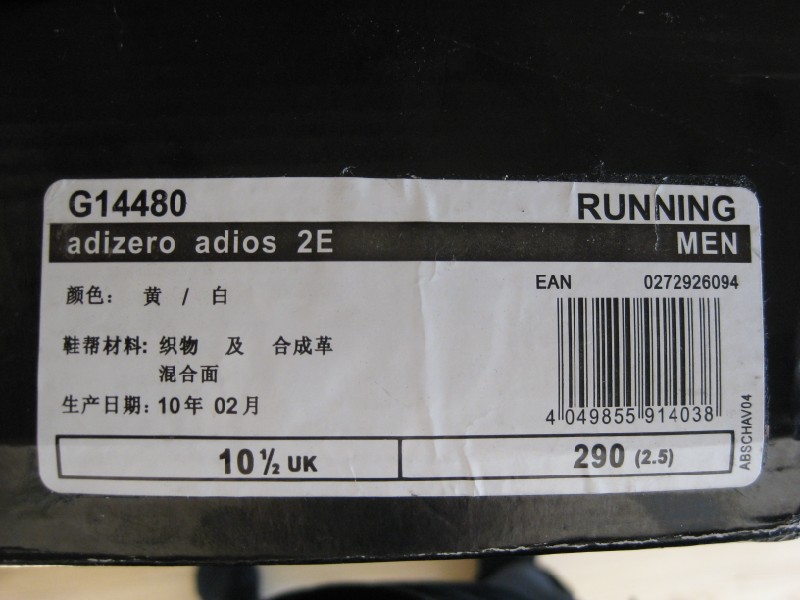 G14480 RUNNING
adizero adios 2E MEN
颜色: 黄 / 白
EAN 0272926094
鞋帮材料: 织物 及 合成革
混合面
生产日期: 10年 02月
4 049855 914038
ABSCHAV04
10 ½ UK 290 (2.5)